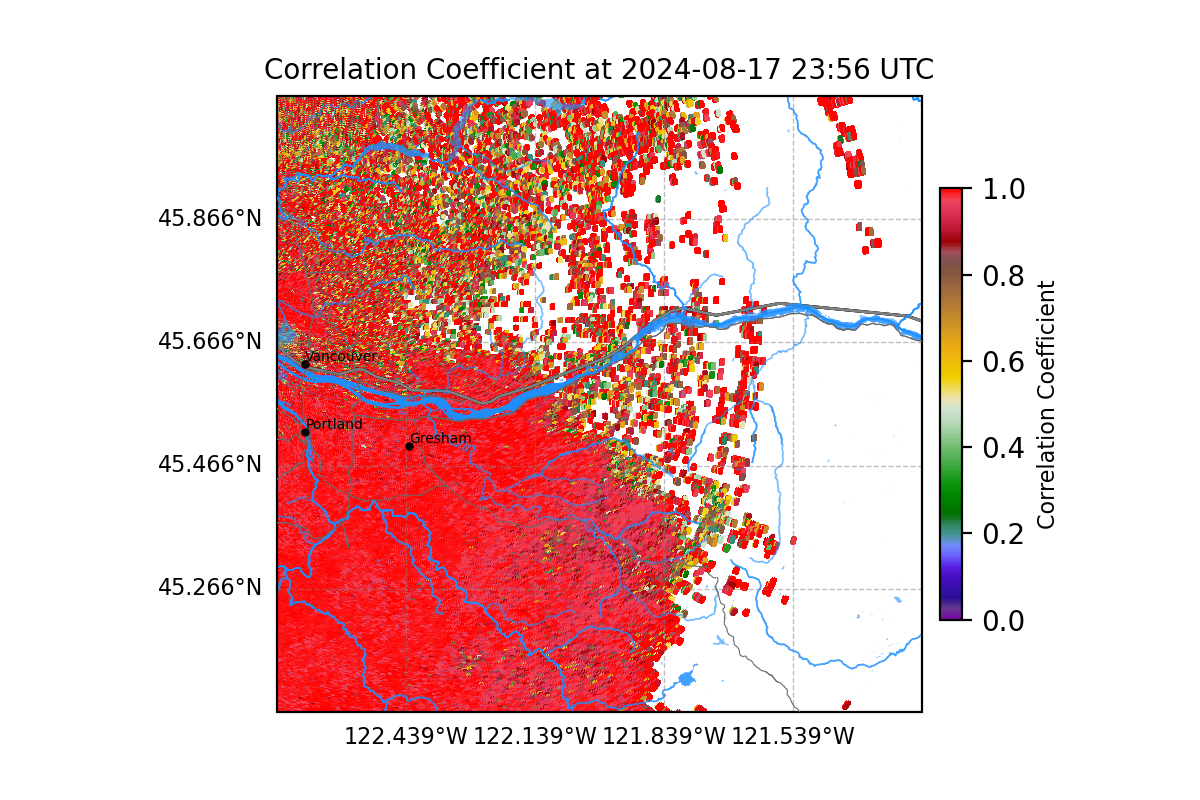 Correlation Coefficient at 2024-08-17 23:56 UTC
45.866°N
45.666°N
45.466°N
45.266°N
Vancouver
Portland
Gresham
122.439°W 122.139°W 121.839°W 121.539°W
1.0
0.8
0.6
0.4
0.2
0.0
Correlation Coefficient